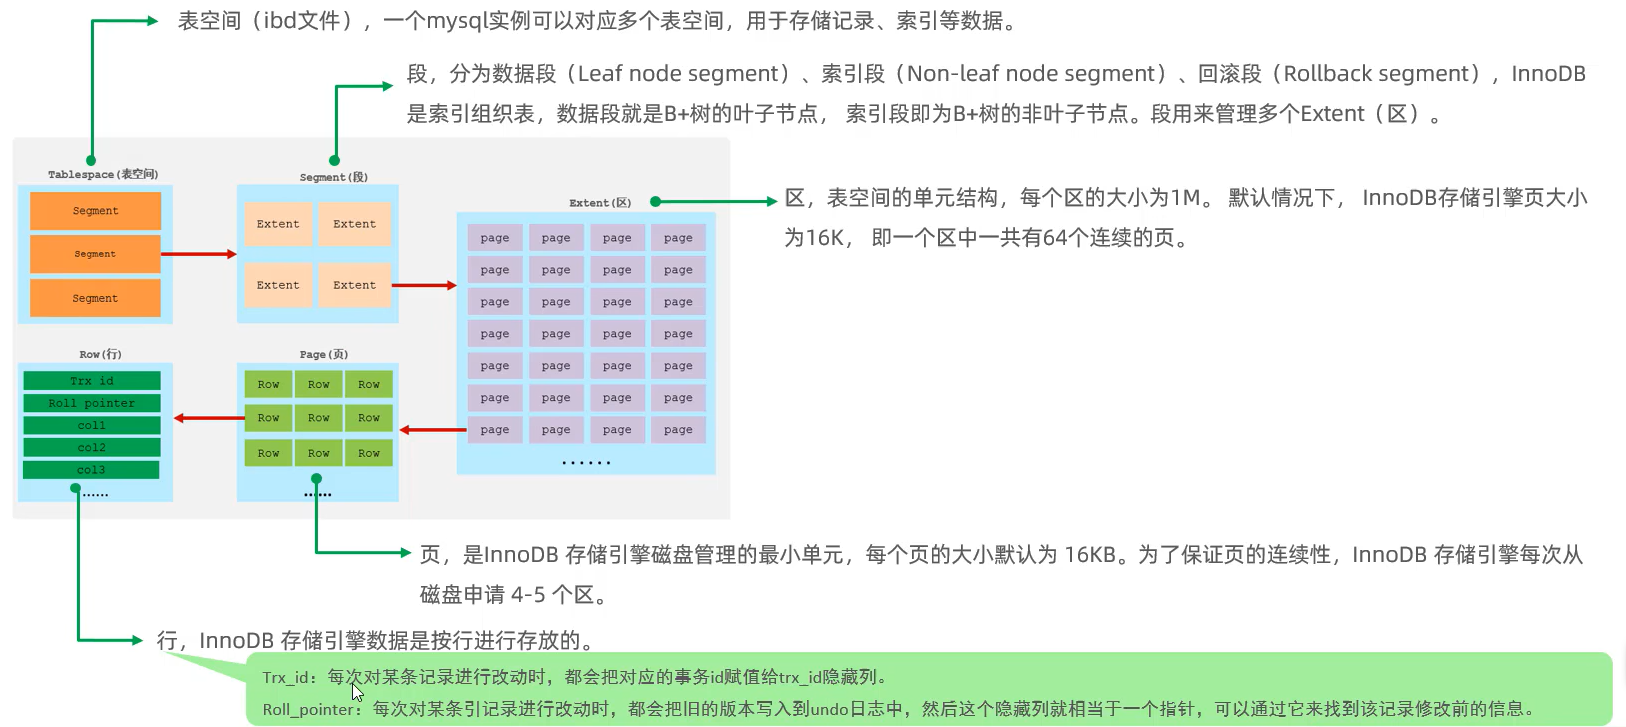 表空间（ibd文件），一个mysql实例可以对应多个表空间，用于存储记录、索引等数据。
段，分为数据段（Leaf node segment）、索引段（Non-leaf node segment）、回滚段（Rollback segment），InnoDB
是索引组织表，数据段就是B+树的叶子节点， 索引段即为B+树的非叶子节点。段用来管理多个Extent（区）。
Tablespace(表空间)
Segment
Segment
Segment
Segment(段)
Extent Extent
Extent Extent
Extent(区)
page page page page
page page page page
page page page page
page page page page
page page page page
page page page page
page page page page
......
区，表空间的单元结构，每个区的大小为1M。 默认情况下， InnoDB存储引擎页大小
为16K， 即一个区中一共有64个连续的页。
Row(行)
Trx id
Roll pointer
col1
col2
col3
......
Page(页)
Row Row Row
Row Row Row
Row Row Row
......
页，是InnoDB 存储引擎磁盘管理的最小单元，每个页的大小默认为 16KB。为了保证页的连续性，InnoDB 存储引擎每次从
磁盘申请 4-5 个区。
行，InnoDB 存储引擎数据是按行进行存放的。
Trx_id：每次对某条记录进行改动时，都会把对应的事务id赋值给trx_id隐藏列。
Roll_pointer：每次对某条引记录进行改动时，都会把旧的版本写入到undo日志中，然后这个隐藏列就相当于一个指针，可以通过它来找到该记录修改前的信息。